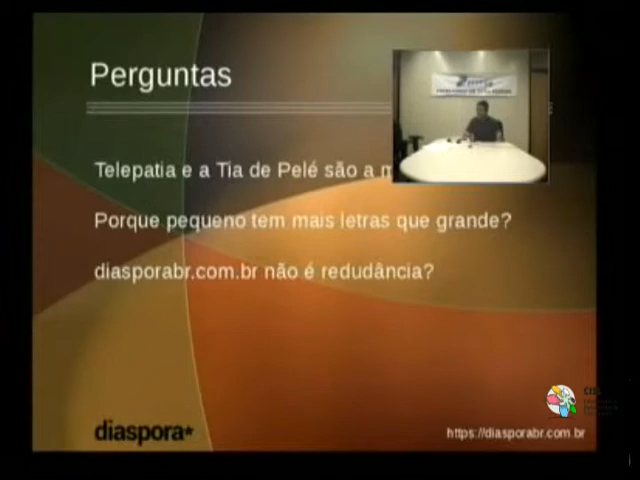 Perguntas
Telepatia e a Tia de Pelé são a m
Porque pequeno tem mais letras que grande?
diasporabr.com.br não é redudância?
diaspora*
https://diasporabr.com.br